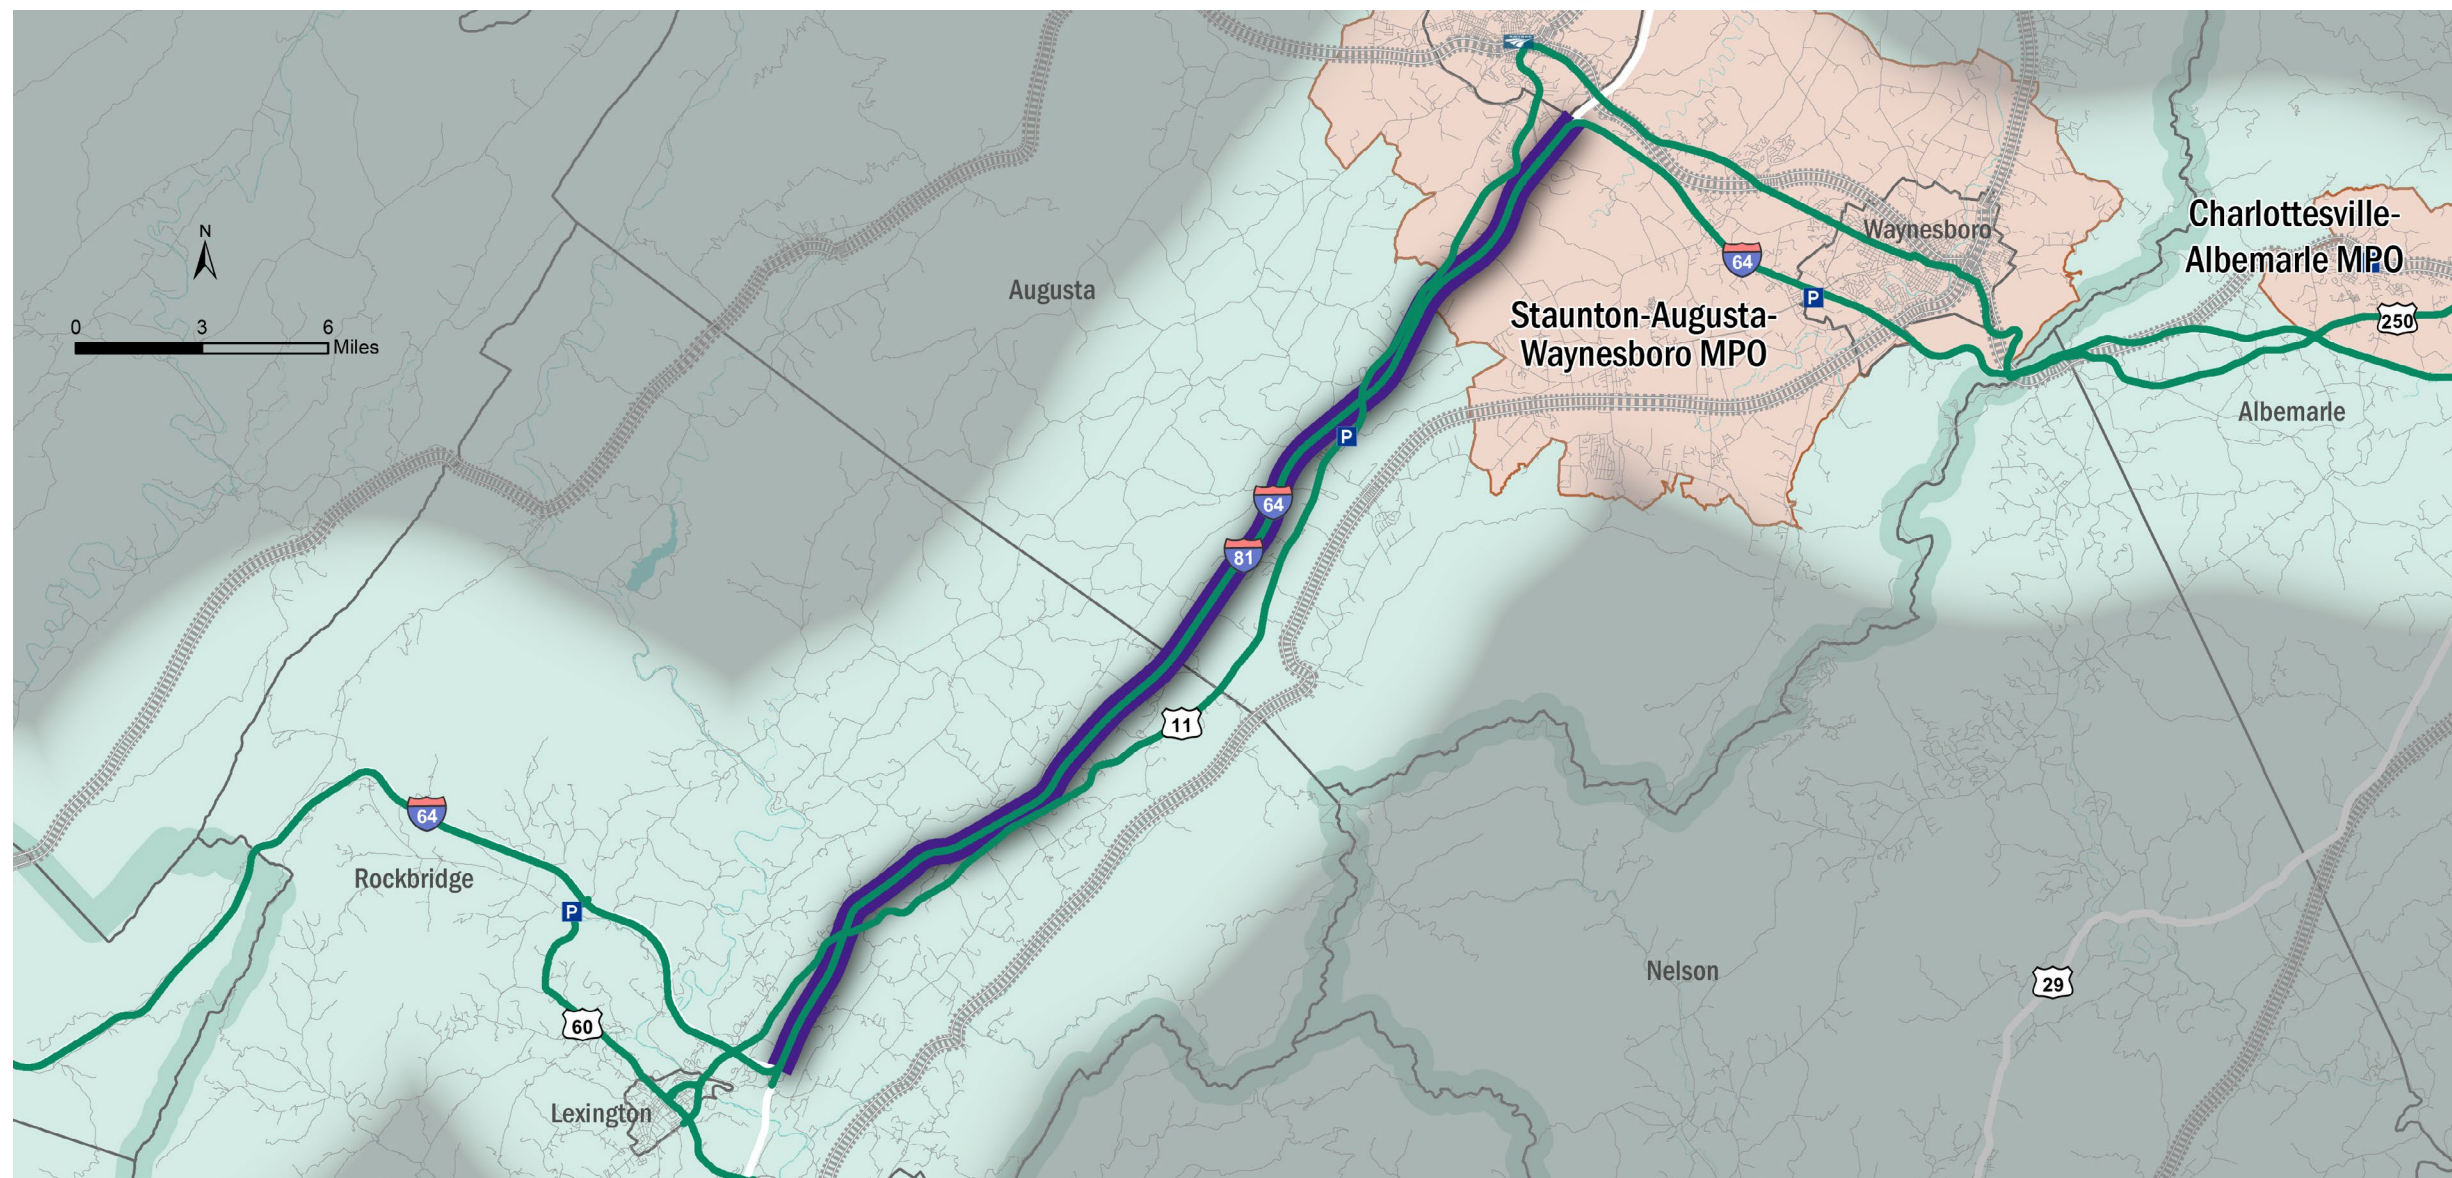 Charlottesville-
Albemarle MPO
Waynesboro
N
64
P
Augusta
Staunton-Augusta-
Waynesboro MPO
250
0 3 6
Miles
Albemarle
P
64
81
11
64
Rockbridge
P
Nelson
29
60
Lexington